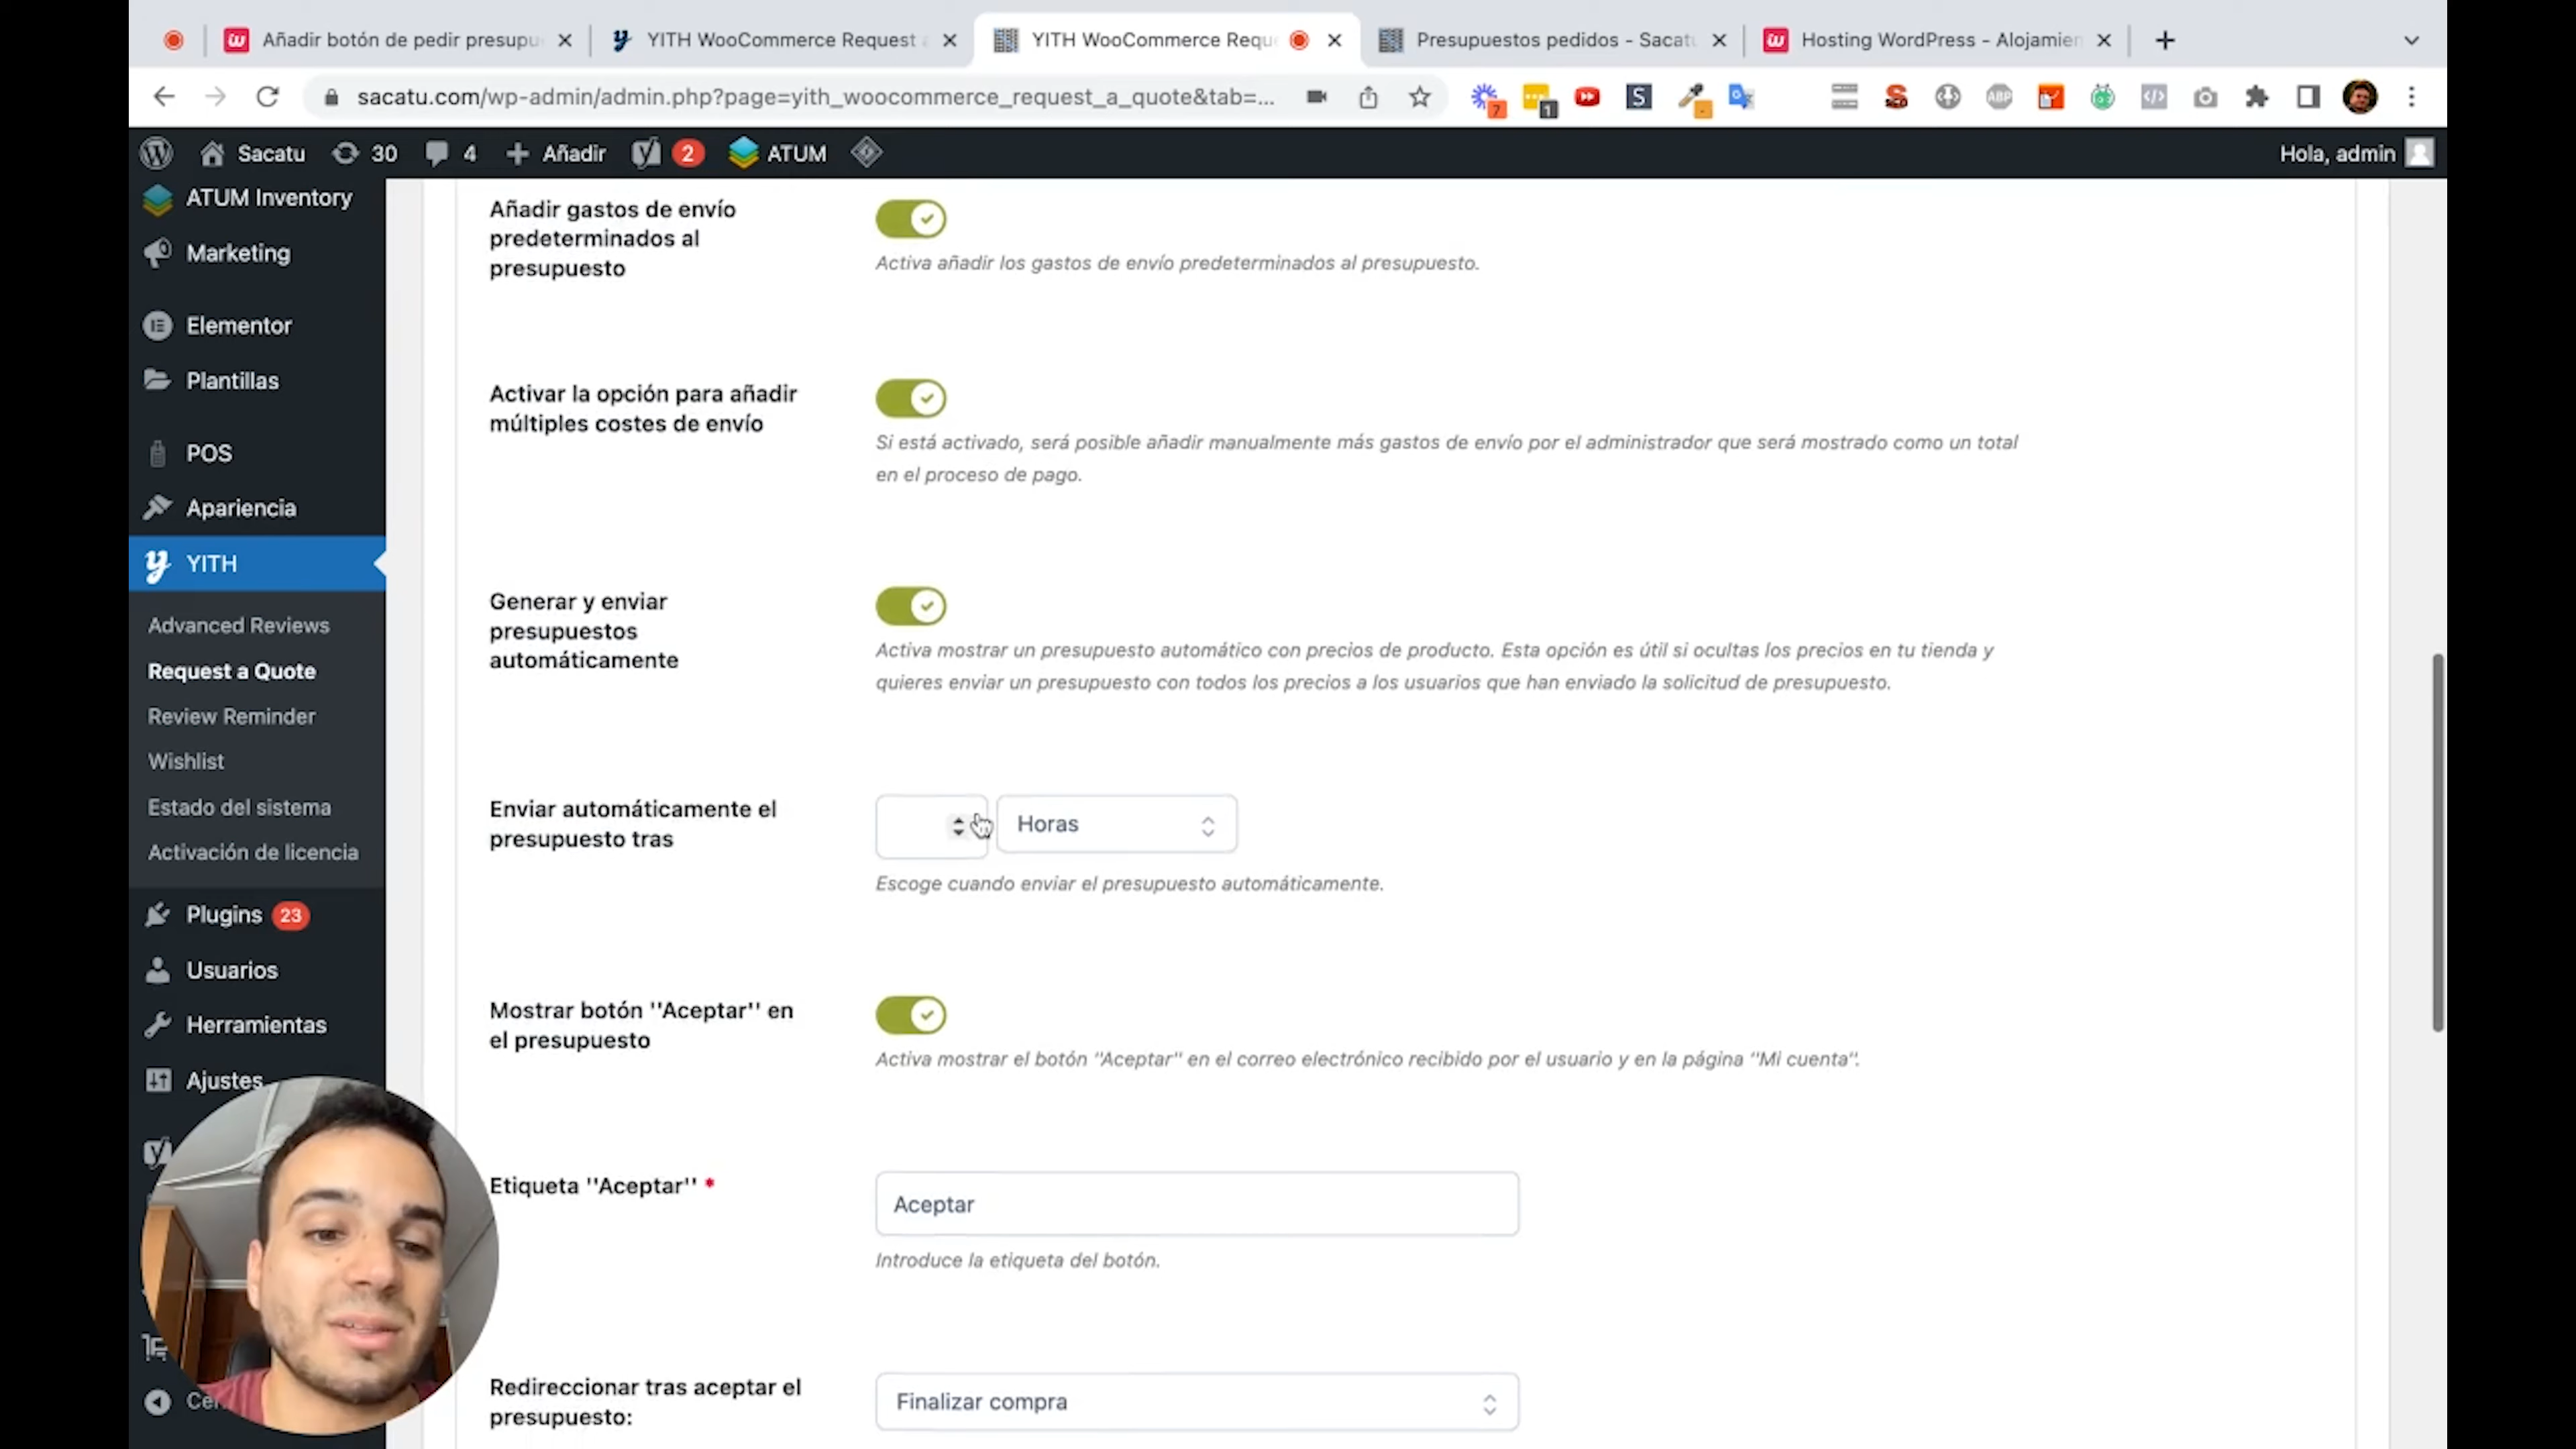 Añadir botón de pedir presupu
YITH WooCommerce Request a
YITH WooCommerce Reque
Presupuestos pedidos - Sacatu
Hosting WordPress - Alojamien
sacatu.com/wp-admin/admin.php?page=yith_woocommerce_request_a_quote&tab=...
7
1
S
ABP
Sacatu
30
4
Añadir
2
ATUM
Hola, admin
ATUM Inventory
Marketing
Elementor
Plantillas
POS
Apariencia
YITH
Advanced Reviews
Request a Quote
Review Reminder
Wishlist
Estado del sistema
Activación de licencia
Plugins 23
Usuarios
Herramientas
Ajustes
Añadir gastos de envío
predeterminados al
presupuesto
Activa añadir los gastos de envío predeterminados al presupuesto.
Activar la opción para añadir
múltiples costes de envío
Si está activado, será posible añadir manualmente más gastos de envío por el administrador que será mostrado como un total
en el proceso de pago.
Generar y enviar
presupuestos
automáticamente
Activa mostrar un presupuesto automático con precios de producto. Esta opción es útil si ocultas los precios en tu tienda y
quieres enviar un presupuesto con todos los precios a los usuarios que han enviado la solicitud de presupuesto.
Enviar automáticamente el
presupuesto tras
Horas
Escoge cuando enviar el presupuesto automáticamente.
Mostrar botón ''Aceptar'' en
el presupuesto
Activa mostrar el botón "Aceptar" en el correo electrónico recibido por el usuario y en la página "Mi cuenta".
Etiqueta ''Aceptar'' *
Aceptar
Introduce la etiqueta del botón.
Redireccionar tras aceptar el
presupuesto:
Finalizar compra